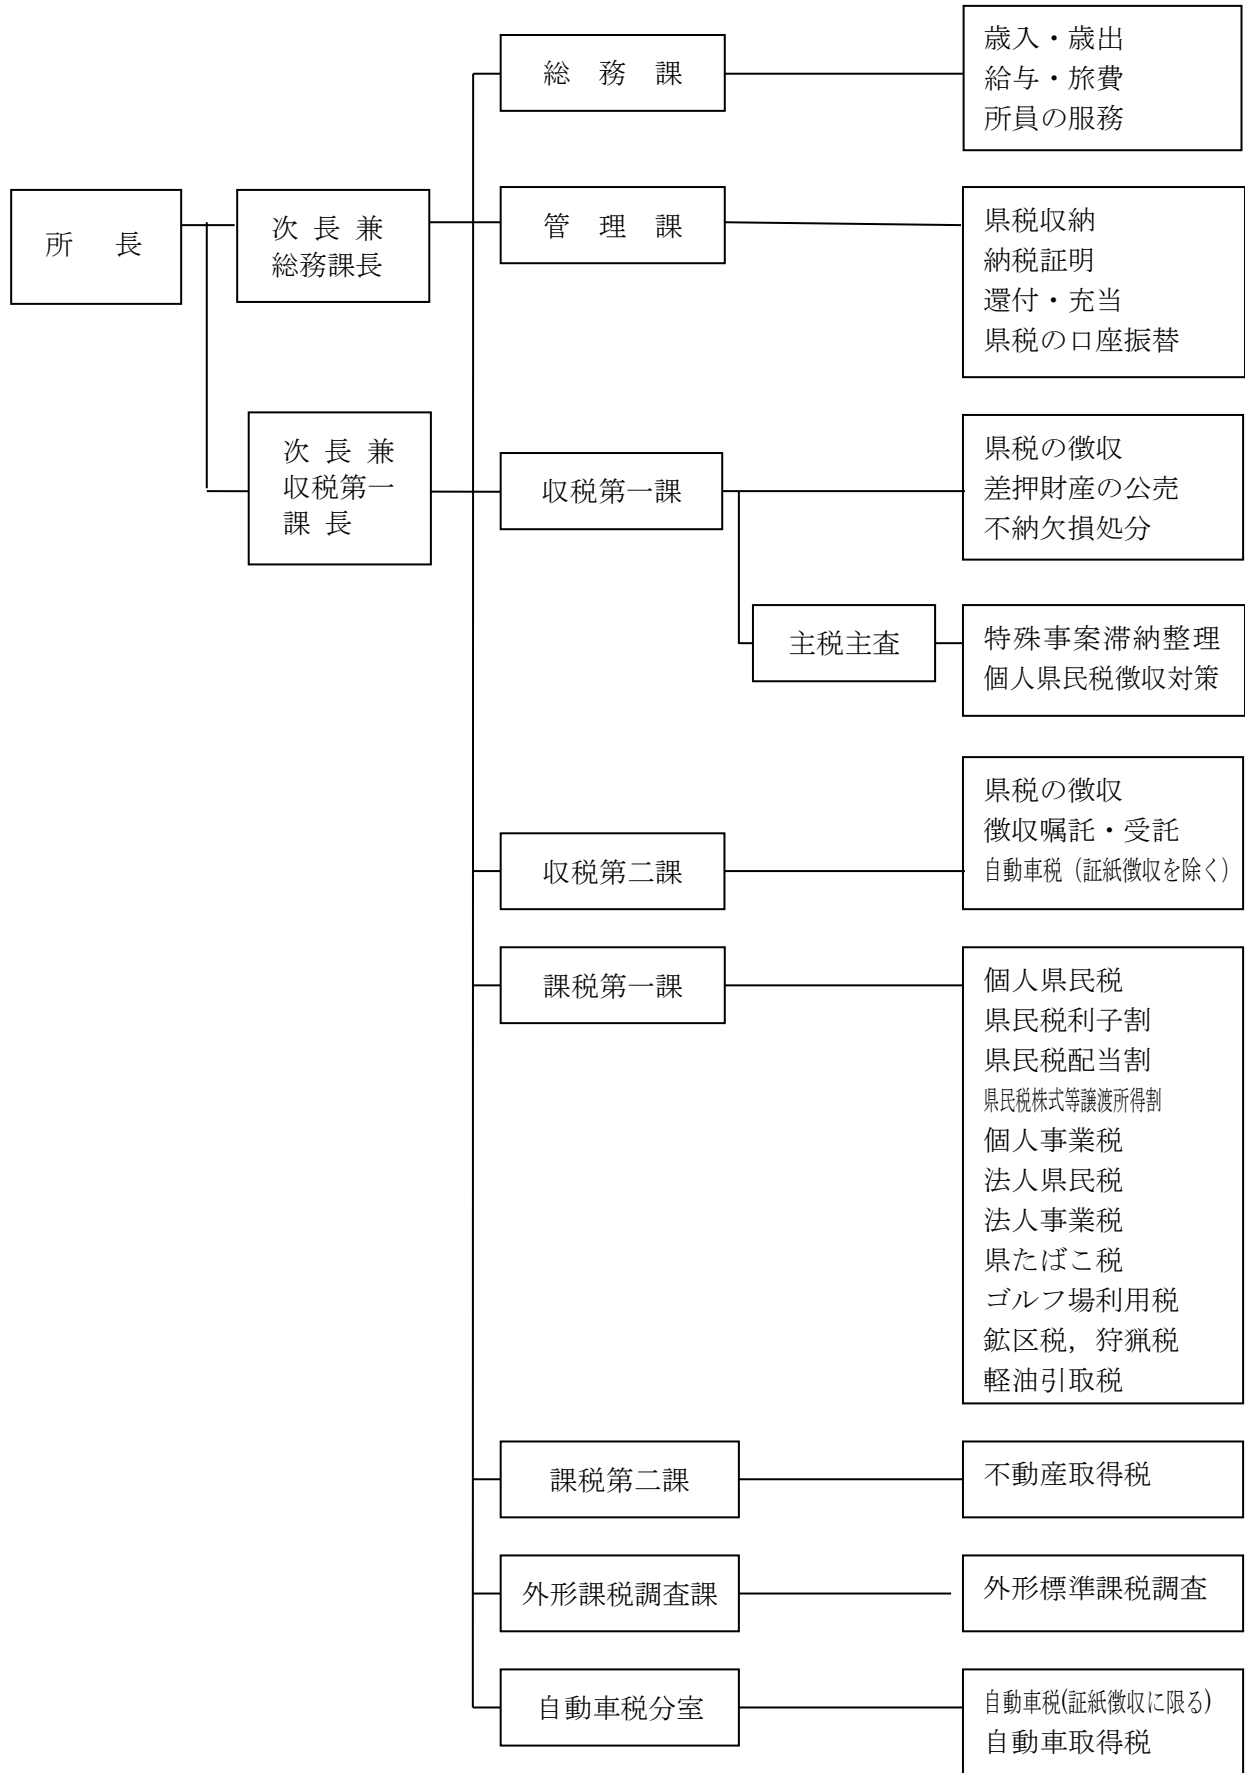 所　長
次 長 兼
総務課長
次 長 兼
収税第一
課 長
総　務　課
歳入・歳出
給与・旅費
所員の服務
管　理　課
県税収納
納税証明
還付・充当
県税の口座振替
収税第一課
県税の徴収
差押財産の公売
不納欠損処分
主税主査
特殊事案滞納整理
個人県民税徴収対策
収税第二課
県税の徴収
徴収嘱託・受託
自動車税（証紙徴収を除く）
課税第一課
個人県民税
県民税利子割
県民税配当割
県民税株式等譲渡所得割
個人事業税
法人県民税
法人事業税
県たばこ税
ゴルフ場利用税
鉱区税，狩猟税
軽油引取税
課税第二課
不動産取得税
外形課税調査課
外形標準課税調査
自動車税分室
自動車税(証紙徴収に限る)
自動車取得税